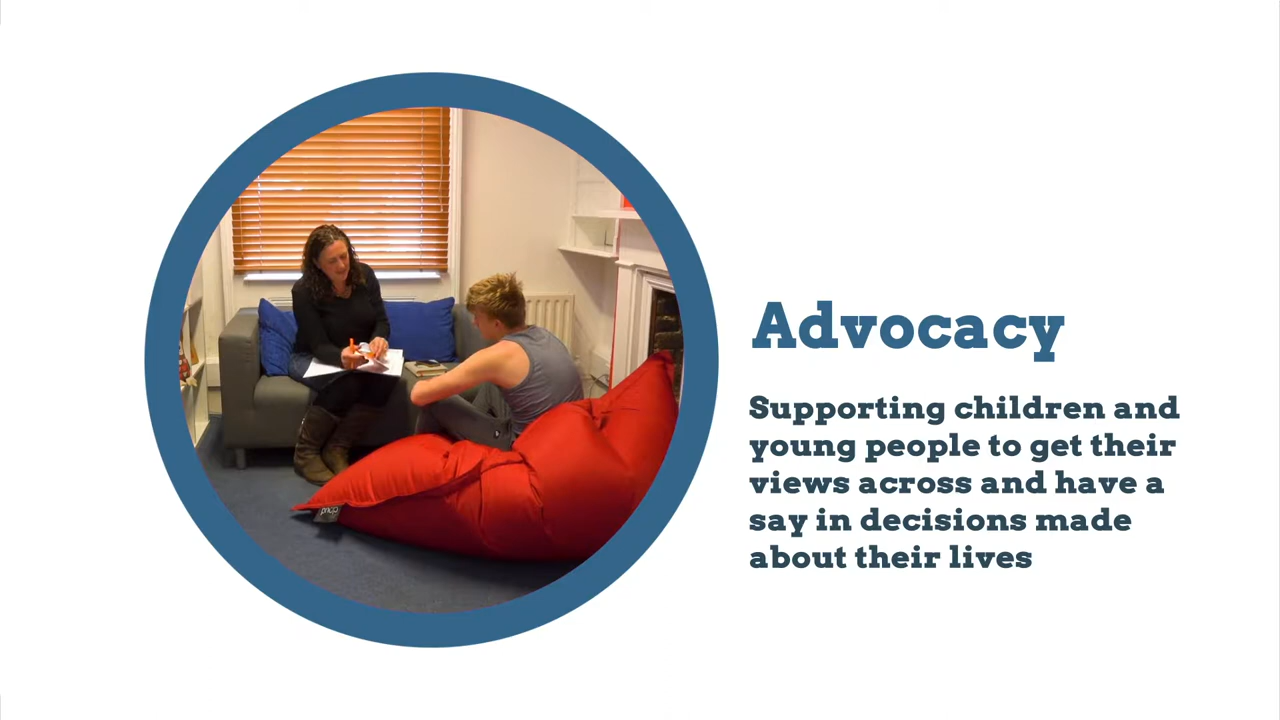 Advocacy
Supporting children and
young people to get their
views across and have a
say in decisions made
about their lives